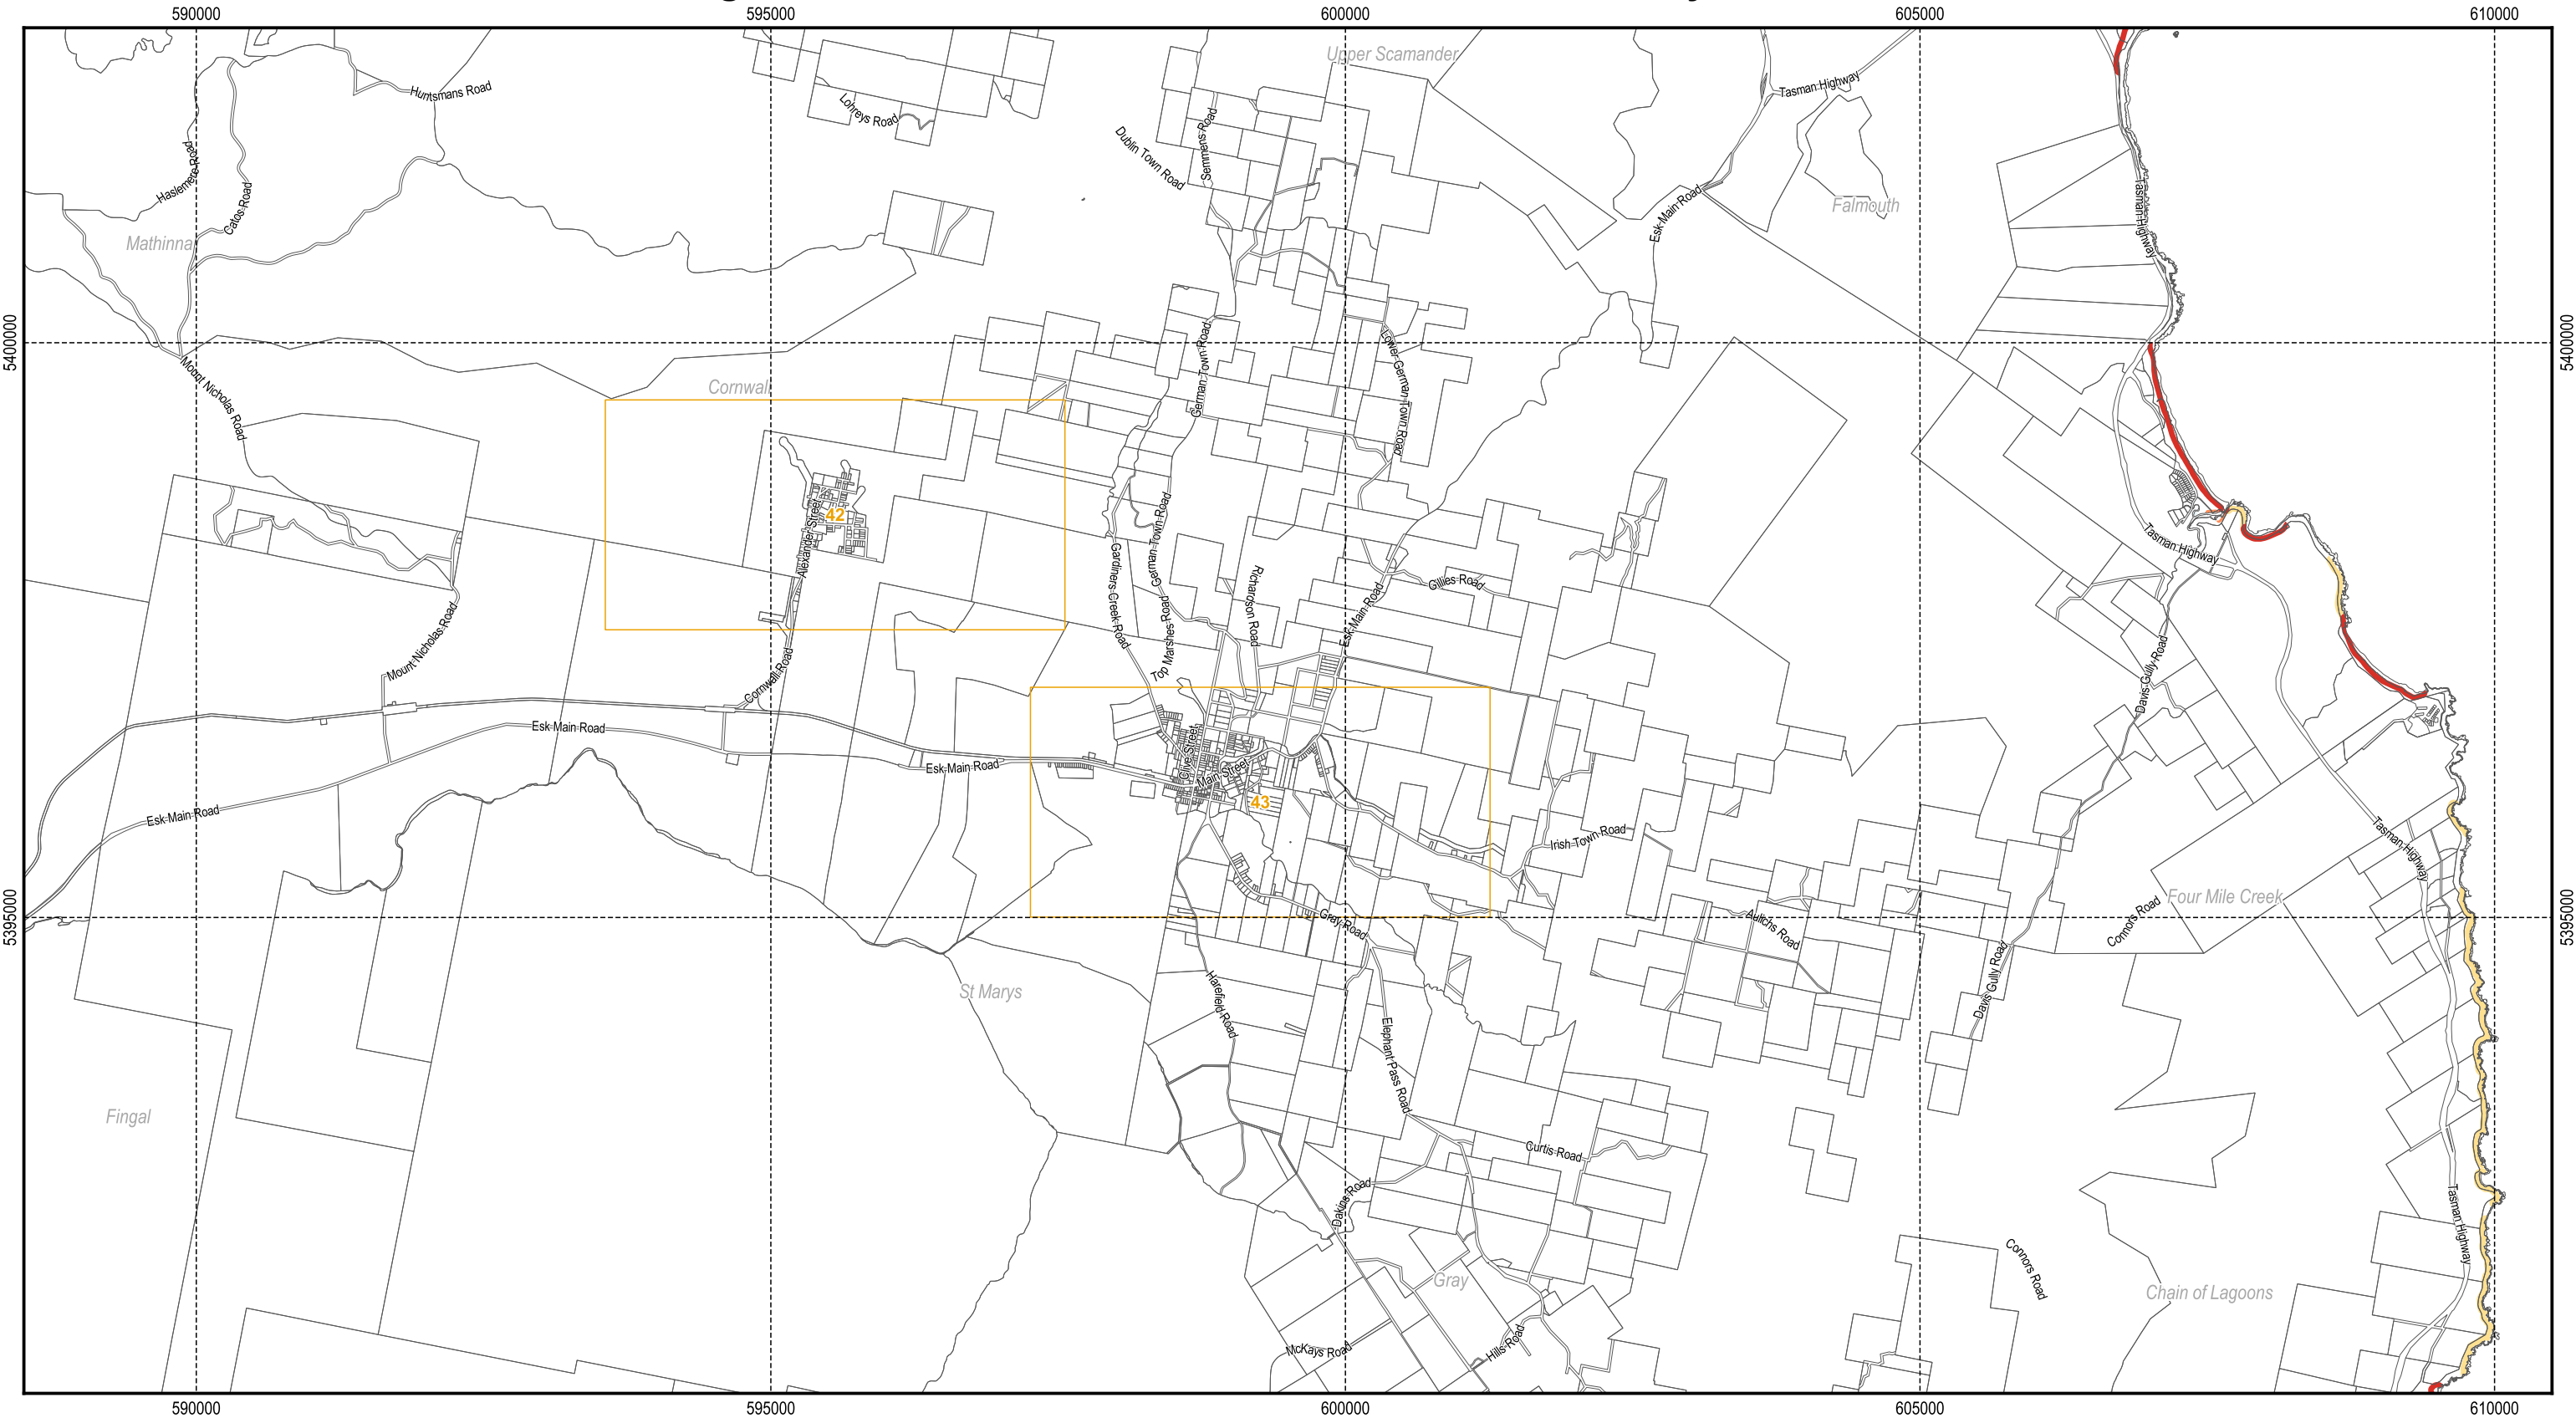 590000
595000
600000
605000
610000
Upper Scamander
Tasman Highway
Huntsmans Road
Lohreys Road
Dublin Town Road
Semmens Road
Haslemere Road
Catos Road
Mathinna
Esk Main Road
Falmouth
Tasman Highway
5400000
5400000
Mount Nicholas Road
Cornwall
German Town Road
Lower German Town Road
42
Alexander Street
German Town Road
Gardiners Creek Road
Tasman Highway
Richardson Road
Gillies Road
Esk Main Road
Top Marshes Road
Mount Nicholas Road
Cornwall Road
Davis Gully Road
Esk Main Road
Esk Main Road
Clive Street
Main Street
43
Esk Main Road
Irish Town Road
Tasman Highway
5395000
5395000
Gray Road
Aulichs Road
Connors Road
Four Mile Creek
Davis Gully Road
St Marys
Harefield Road
Elephant Pass Road
Fingal
Curtis Road
Dakins Road
Tasman Highway
Connors Road
Gray
Chain of Lagoons
McKays Road
Hills Road
590000
595000
600000
605000
610000